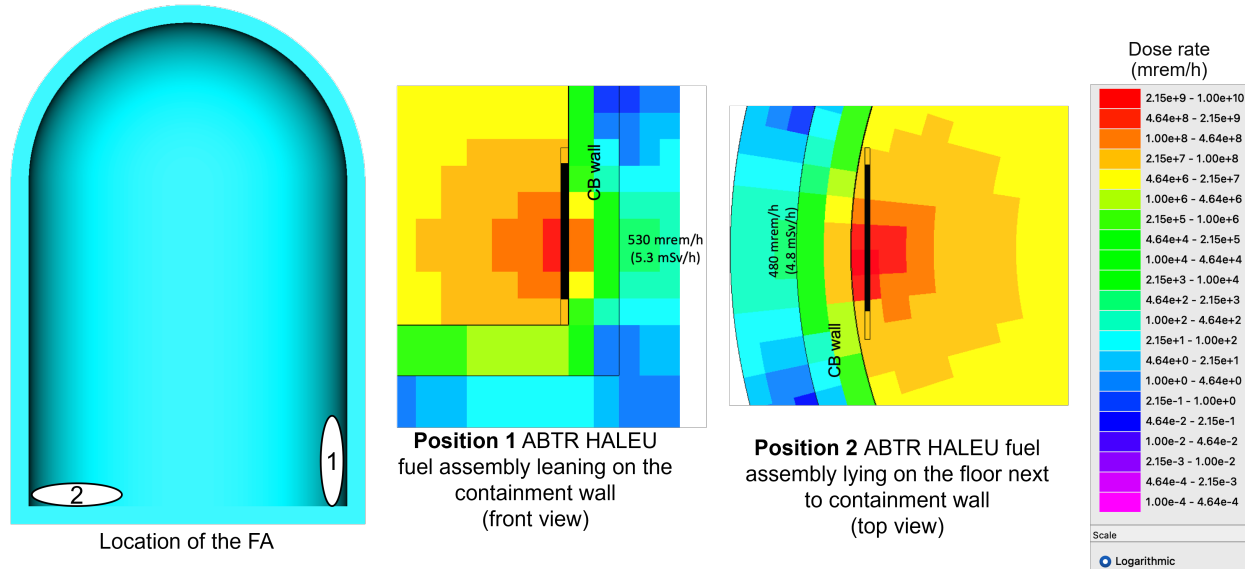 1
2
Location of the FA
CB wall
530 mrem/h
(5.3 mSv/h)
Position 1 ABTR HALEU
fuel assembly leaning on the
containment wall
(front view)
480 mrem/h
(4.8 mSv/h)
CB wall
Position 2 ABTR HALEU fuel
assembly lying on the floor next
to containment wall
(top view)
Dose rate
(mrem/h)
2.15e+9 - 1.00e+10
4.64e+8 - 2.15e+9
1.00e+8 - 4.64e+8
2.15e+7 - 1.00e+8
4.64e+6 - 2.15e+7
1.00e+6 - 4.64e+6
2.15e+5 - 1.00e+6
4.64e+4 - 2.15e+5
1.00e+4 - 4.64e+4
2.15e+3 - 1.00e+4
4.64e+2 - 2.15e+3
1.00e+2 - 4.64e+2
2.15e+1 - 1.00e+2
4.64e+0 - 2.15e+1
1.00e+0 - 4.64e+0
2.15e-1 - 1.00e+0
4.64e-2 - 2.15e-1
1.00e-2 - 4.64e-2
2.15e-3 - 1.00e-2
4.64e-4 - 2.15e-3
1.00e-4 - 4.64e-4
Scale
Logarithmic